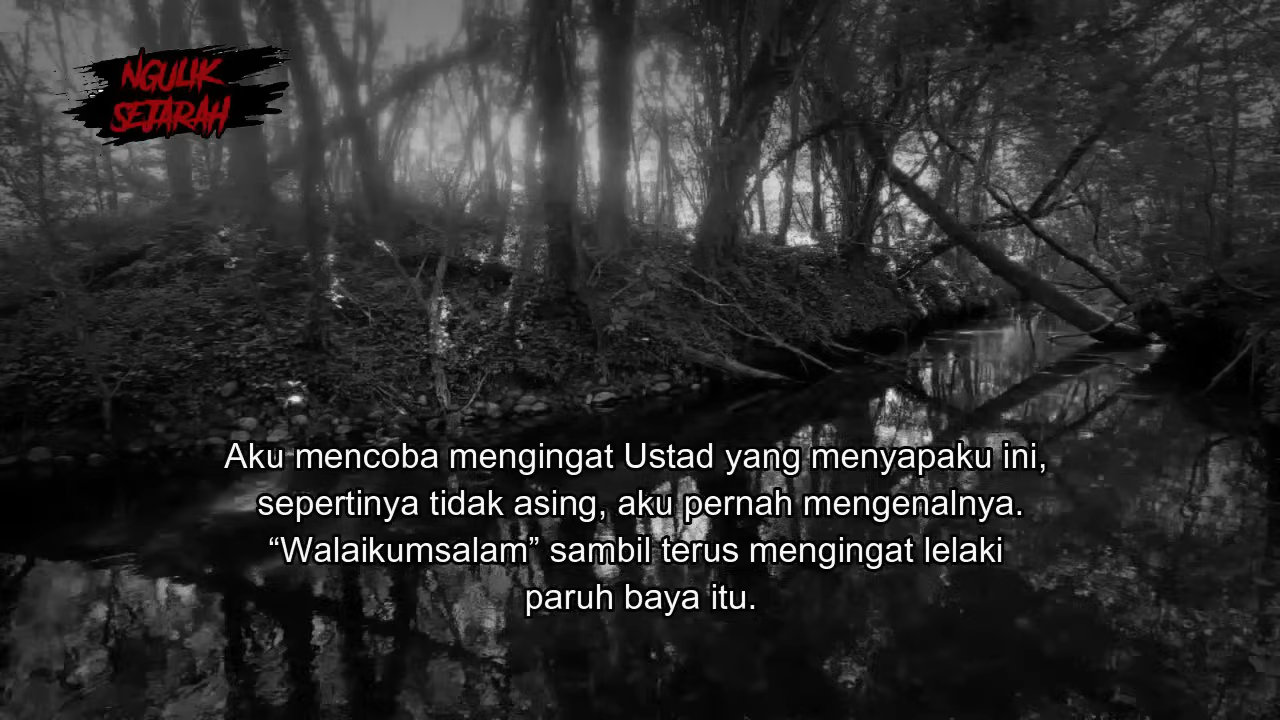 NGULIK
SEJARAH
Aku mencoba mengingat Ustad yang menyapaku ini,
sepertinya tidak asing, aku pernah mengenalnya.
“Walaikumsalam” sambil terus mengingat lelaki
paruh baya itu.